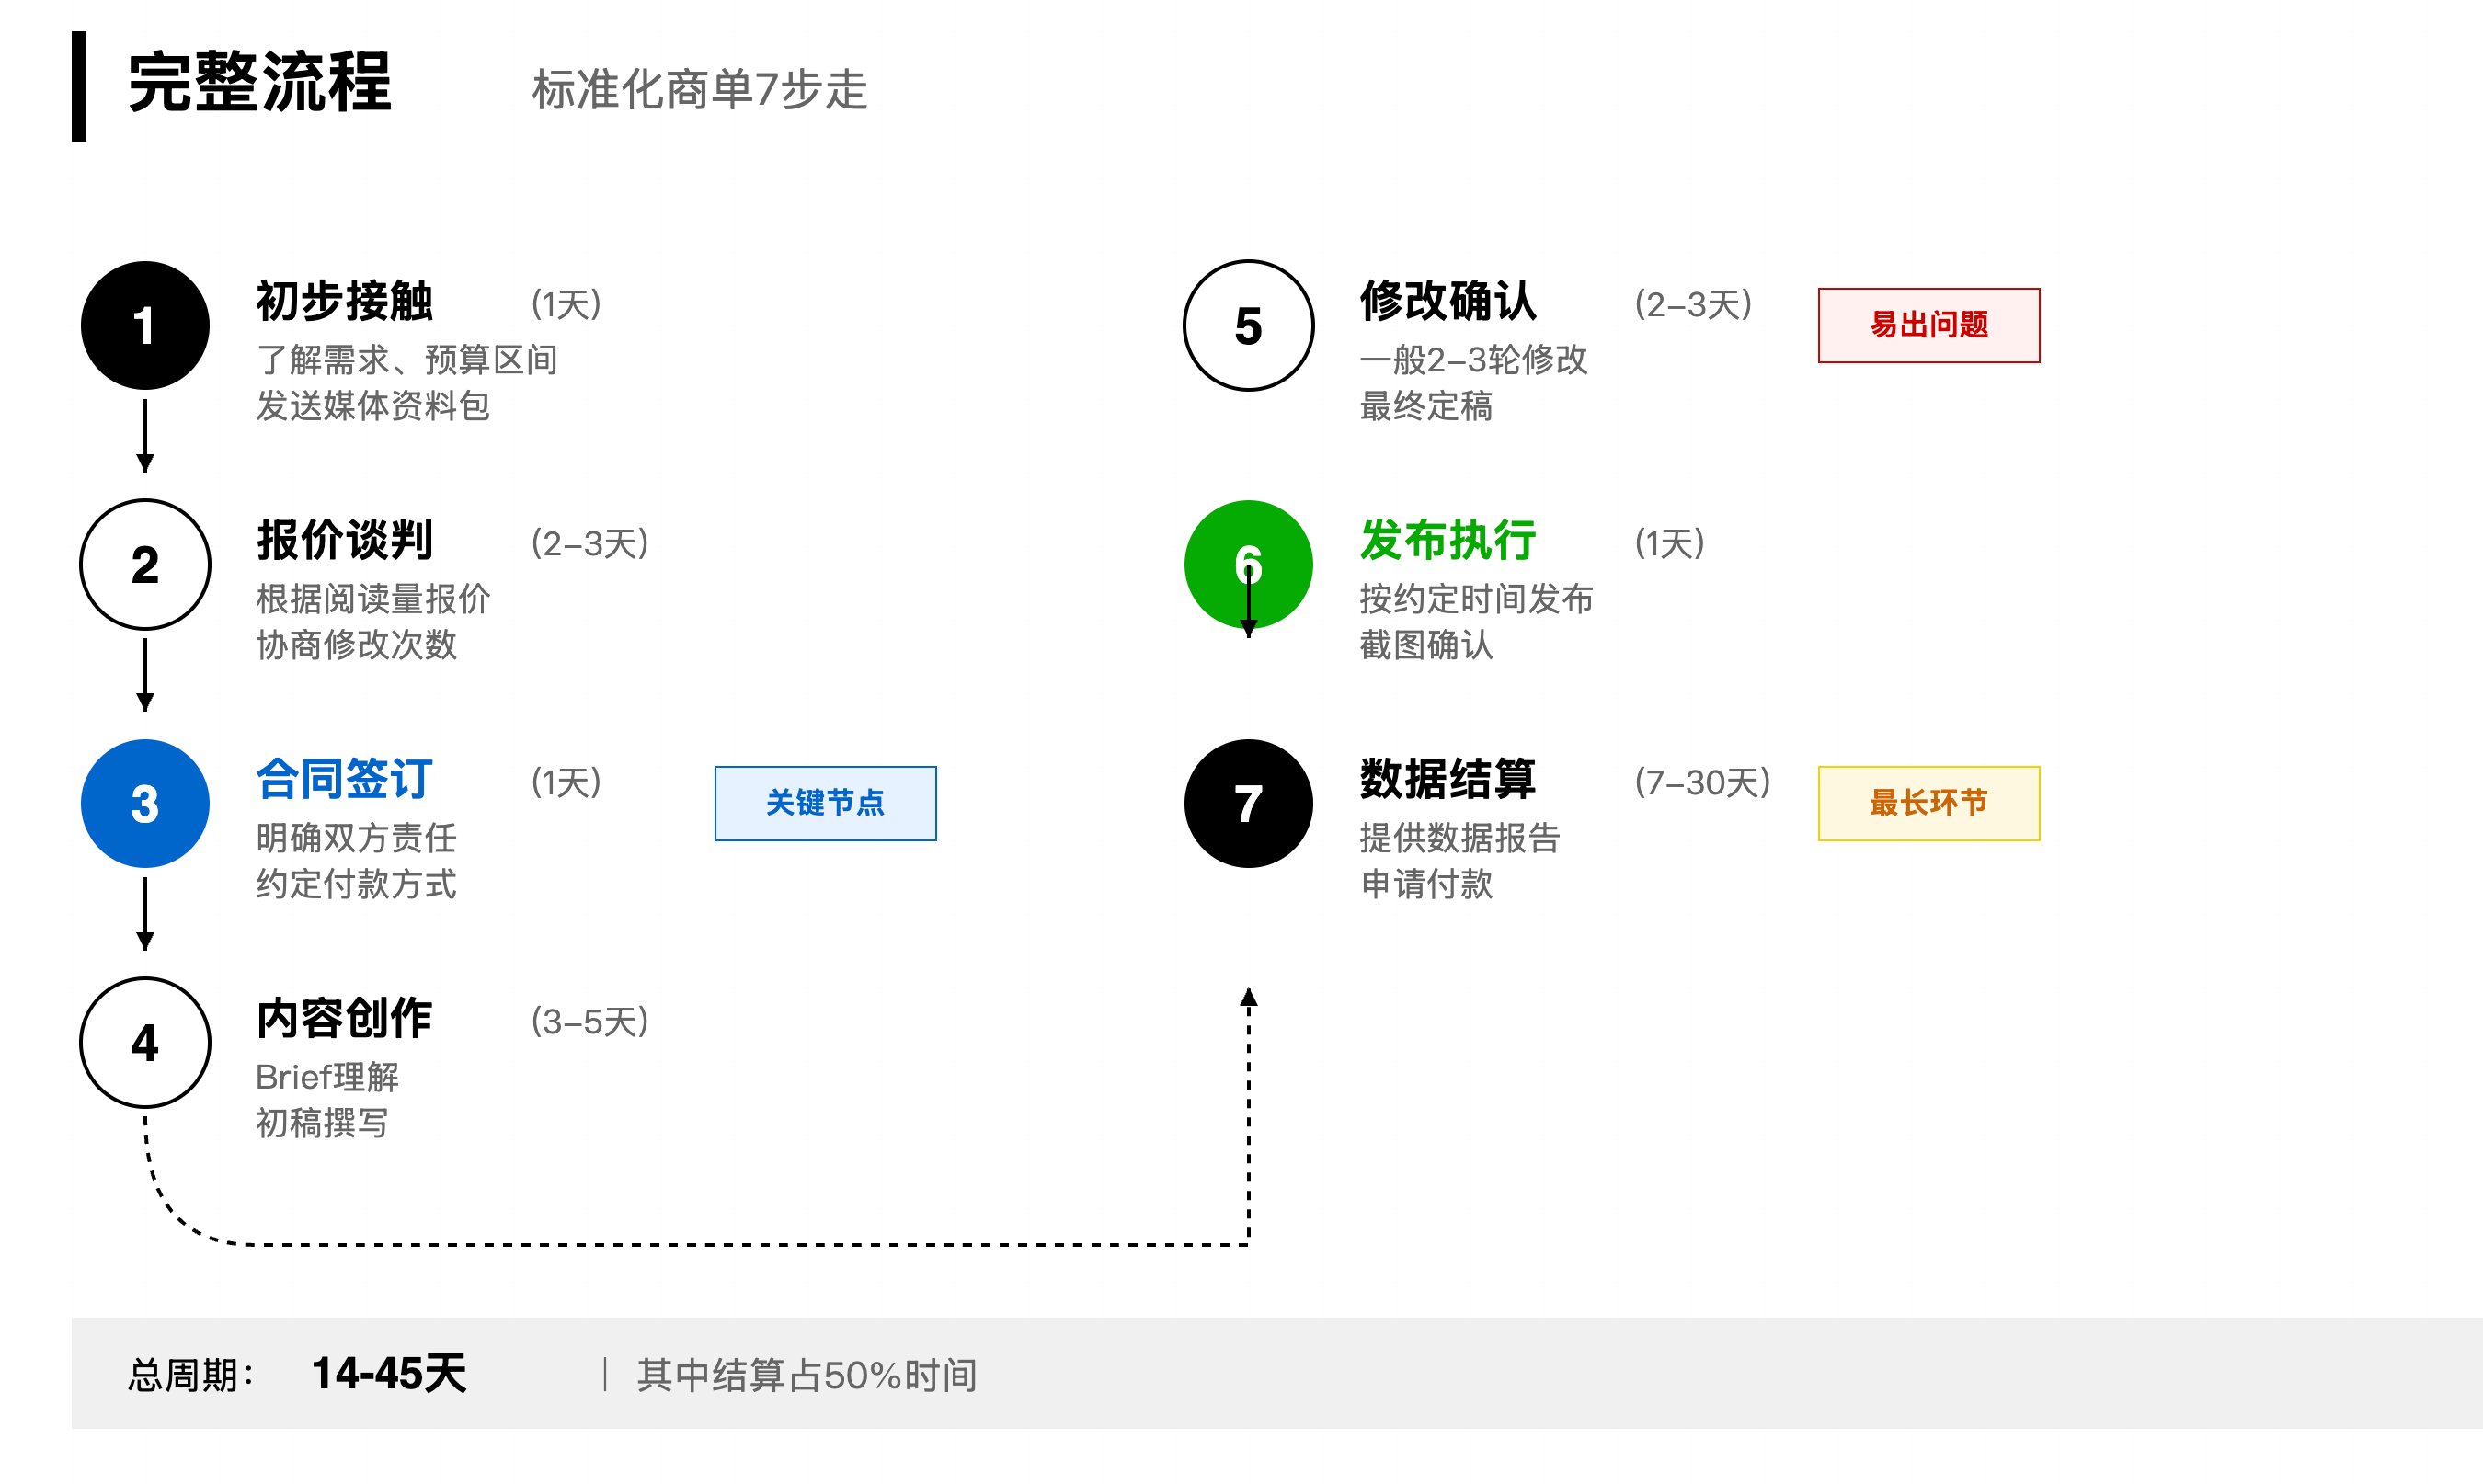 完整流程
标准化商单7步走
1
初步接触
(1天)
了解需求、预算区间
发送媒体资料包
2
报价谈判
(2–3天)
根据阅读量报价
协商修改次数
3
合同签订
(1天)
关键节点
明确双方责任
约定付款方式
4
内容创作
(3–5天)
Brief理解
初稿撰写
5
修改确认
(2–3天)
易出问题
一般2–3轮修改
最终定稿
6
发布执行
(1天)
按约定时间发布
截图确认
7
数据结算
(7–30天)
最长环节
提供数据报告
申请付款
总周期： 14-45天 | 其中结算占50%时间